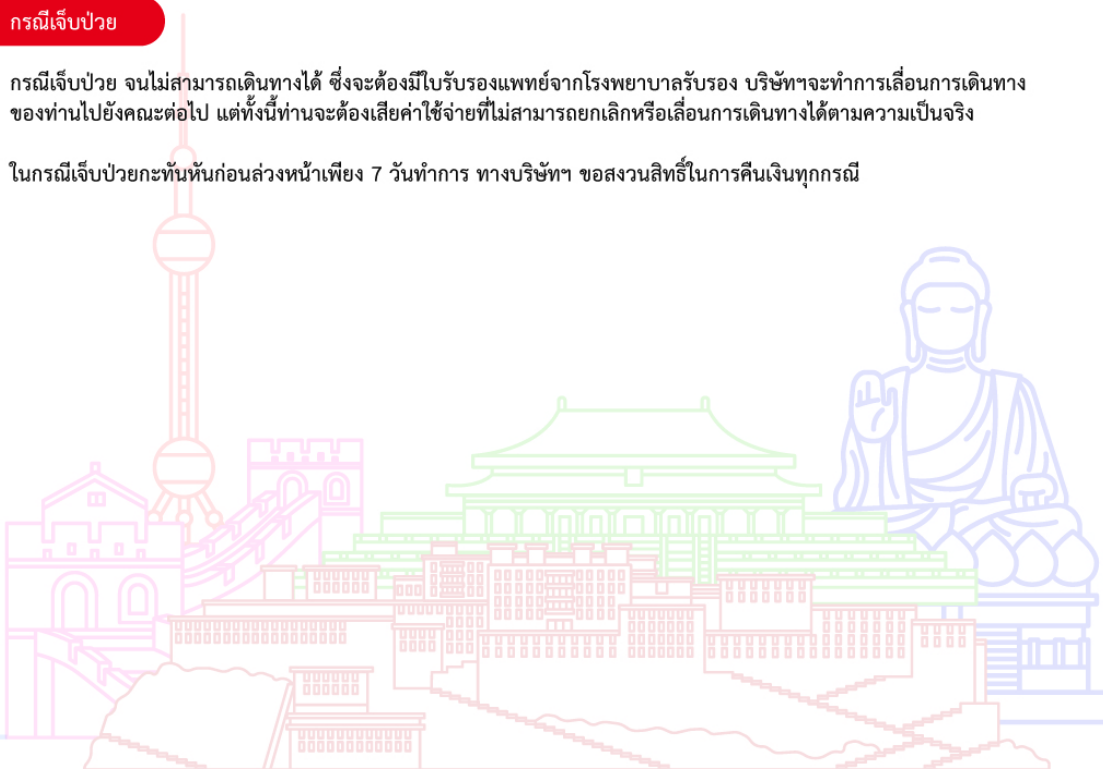 กรณีเจ็บป่วย
กรณีเจ็บป่วย จนไม่สามารถเดินทางได้ ซึ่งจะต้องมีใบรับรองแพทย์จากโรงพยาบาลรับรอง บริษัทฯจะทำการเลื่อนการเดินทาง
ของท่านไปยังคณะต่อไป แต่ทั้งนี้ท่านจะต้องเสียค่าใช้จ่ายที่ไม่สามารถยกเลิกหรือเลื่อนการเดินทางได้ตามความเป็นจริง
ในกรณีเจ็บป่วยกะทันหันก่อนล่วงหน้าเพียง 7 วันทำการ ทางบริษัทฯ ขอสงวนสิทธิ์ในการคืนเงินทุกกรณี